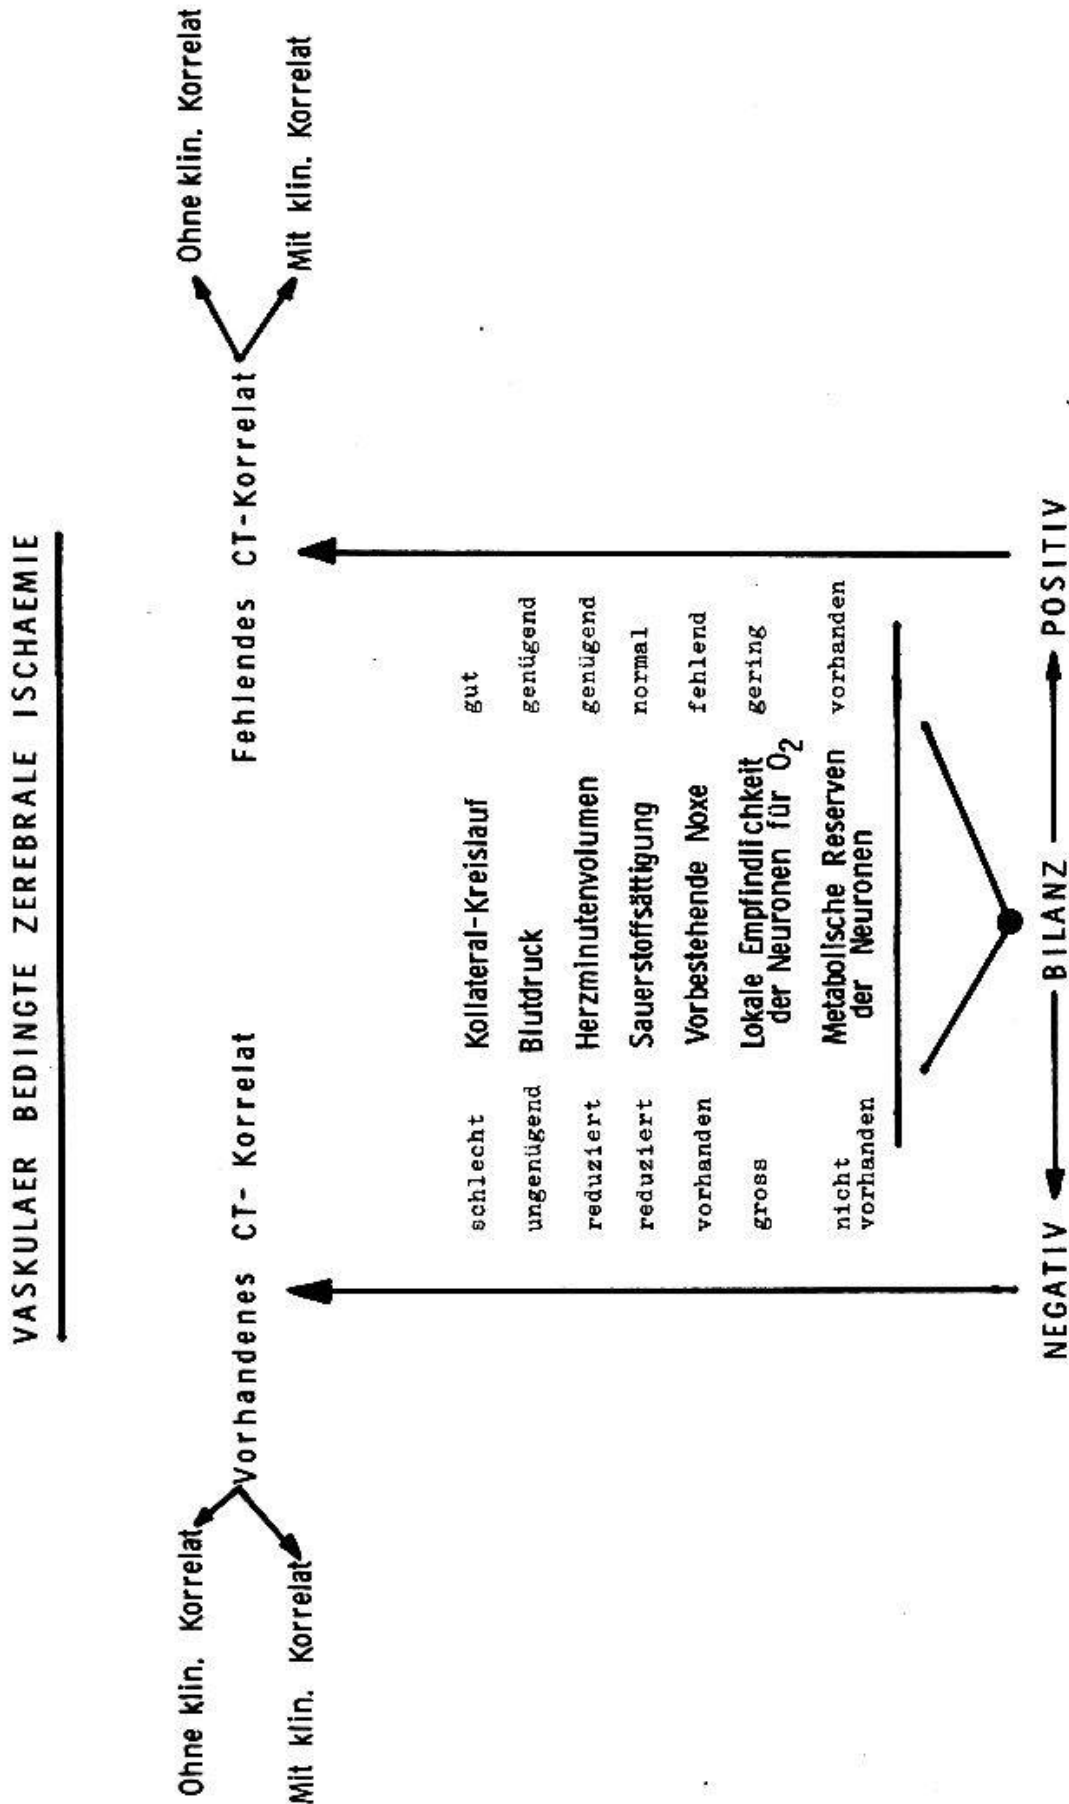 VASKULAER BEDINGTE ZEREBRALE ISCHAEMIE
Ohne klin. Korrelat
Mit klin. Korrelat
Vorhandenes CT- Korrelat
Fehlendes CT-Korrelat
Ohne klin. Korrelat
Mit klin. Korrelat
schlecht Kollateral-Kreislauf gut
ungenügend Blutdruck genügend
reduziert Herzminutenvolumen genügend
reduziert Sauerstoffsättigung normal
vorhanden Vorbestehende Noxe fehlend
gross Lokale Empfindlichkeit gering
der Neuronen für O2
nicht Metabolische Reserven vorhanden
vorhanden der Neuronen
NEGATIV BILANZ POSITIV